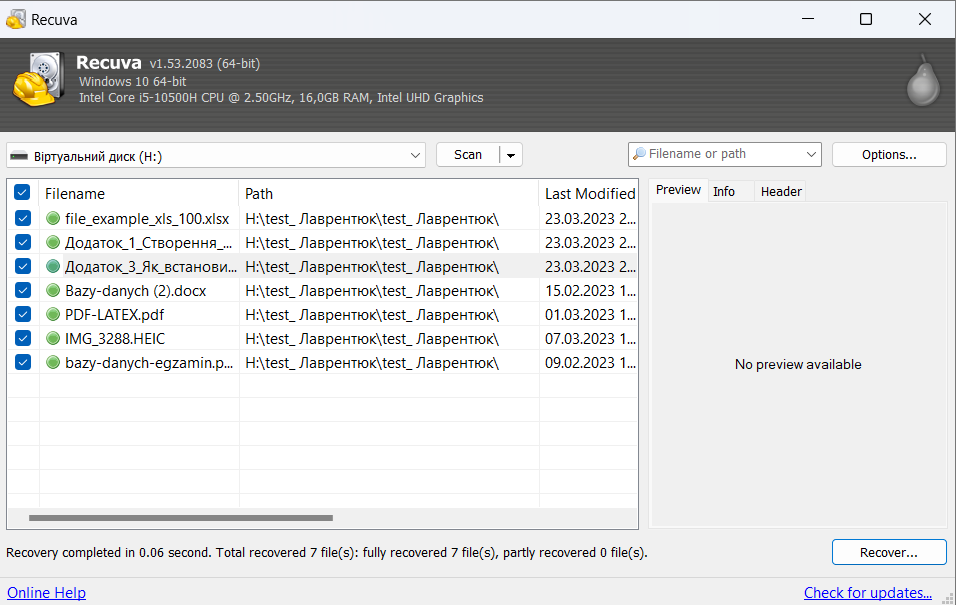 Recuva
Recuva v1.53.2083 (64-bit)
Windows 10 64-bit
Intel Core i5-10500H CPU @ 2.50GHz, 16,0GB RAM, Intel UHD Graphics
Віртуальний диск (H:) Scan Filename or path Options...
Filename Path Last Modified Preview Info Header
file_example_xls_100.xlsx H:\test_ Лаврентюк\test_ Лаврентюк\ 23.03.2023 2...
Додаток_1_Створення_... H:\test_ Лаврентюк\test_ Лаврентюк\ 23.03.2023 2...
Додаток_3_Як_встанови... H:\test_ Лаврентюк\test_ Лаврентюк\ 23.03.2023 2...
Bazy-danych (2).docx H:\test_ Лаврентюк\test_ Лаврентюк\ 15.02.2023 1...
PDF-LATEX.pdf H:\test_ Лаврентюк\test_ Лаврентюк\ 01.03.2023 1...
IMG_3288.HEIC H:\test_ Лаврентюк\test_ Лаврентюк\ 07.03.2023 1...
bazy-danych-egzamin.p... H:\test_ Лаврентюк\test_ Лаврентюк\ 09.02.2023 1...
No preview available
Recovery completed in 0.06 second. Total recovered 7 file(s): fully recovered 7 file(s), partly recovered 0 file(s). Recover...
Online Help Check for updates...